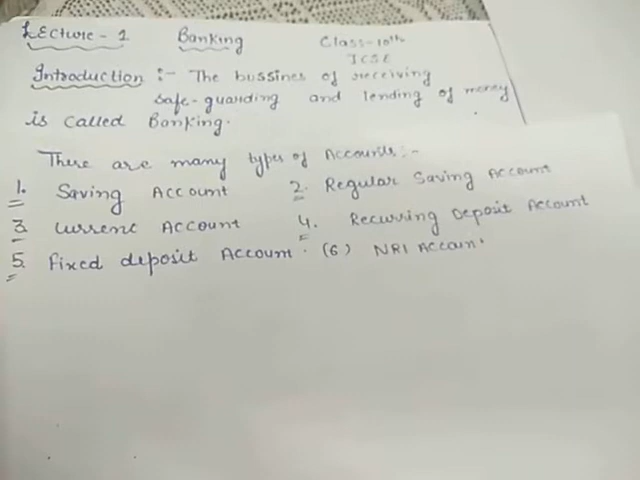 Lecture - 1 Banking Class-10th
ICSE
Introduction :- The bussines of receiving
safe-guarding and lending of money
is called Banking.
There are many types of Accounts:-
1. Saving Account 2. Regular Saving Account
3. Current Account 4. Recurring Deposit Account
5. Fixed deposit Account. (6) NRI Accoun